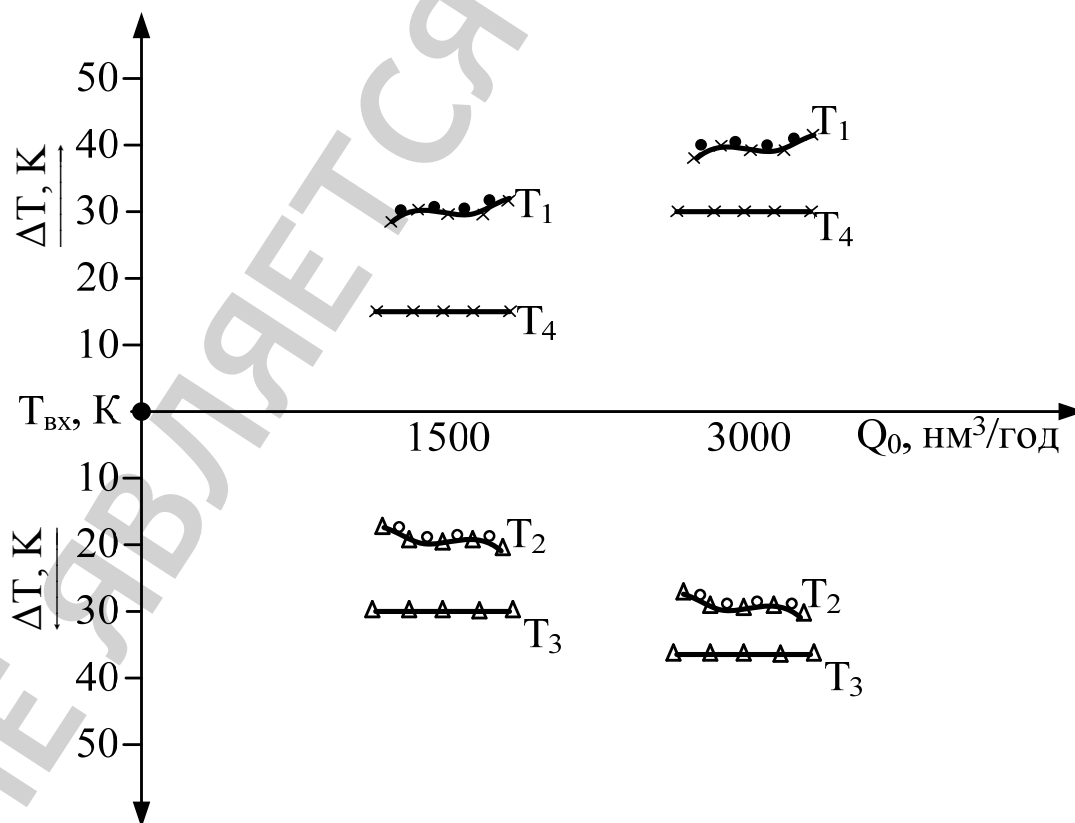 50
40
30
20
10
ΔT, К
T₁
T₁
T₄
T₄
Tвх, К
1500
3000
Q₀, нм³/год
10
20
30
40
50
ΔT, К
T₂
T₃
T₂
T₃
НЕ ЯВЛЯЕТСЯ